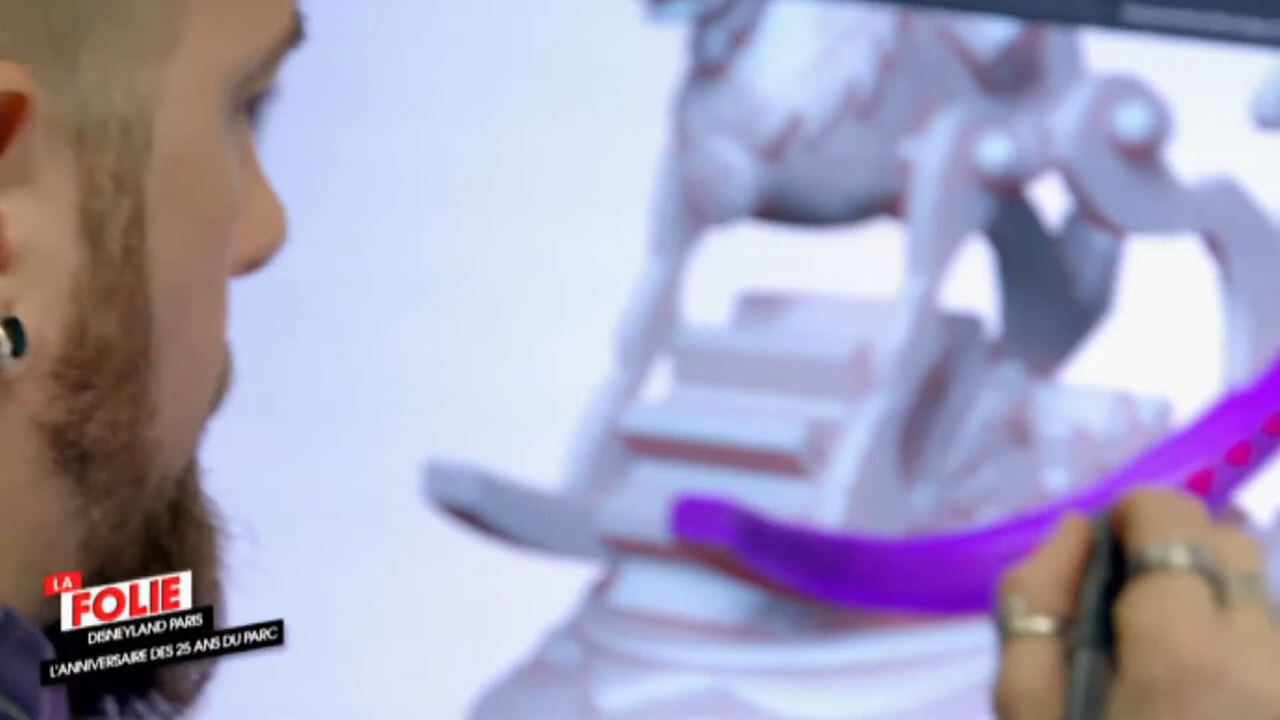 LA
FOLIE
DISNEYLAND PARIS
L'ANNIVERSAIRE DES 25 ANS DU PARC